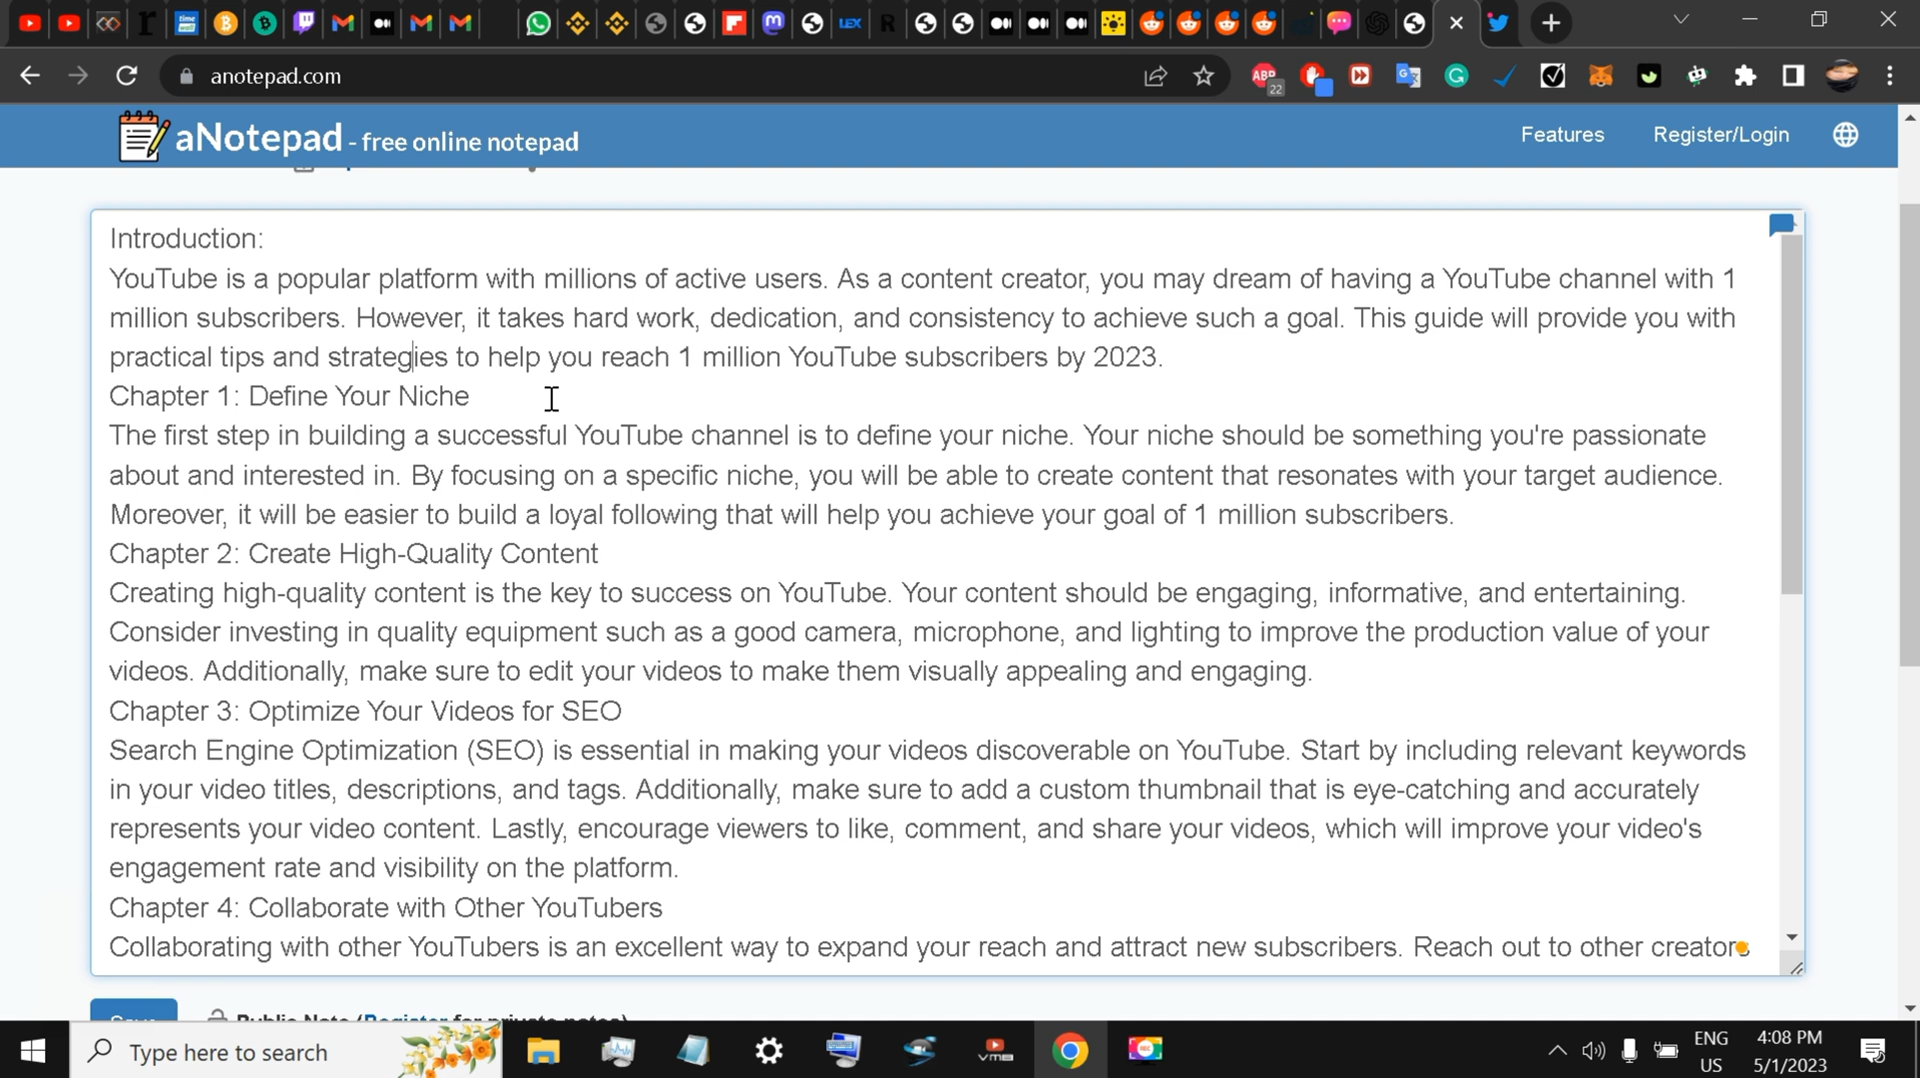 timer
LEX
R
anotepad.com
ABP
22
aNotepad - free online notepad
Features
Register/Login
Introduction:
YouTube is a popular platform with millions of active users. As a content creator, you may dream of having a YouTube channel with 1
million subscribers. However, it takes hard work, dedication, and consistency to achieve such a goal. This guide will provide you with
practical tips and strategies to help you reach 1 million YouTube subscribers by 2023.
Chapter 1: Define Your Niche
The first step in building a successful YouTube channel is to define your niche. Your niche should be something you're passionate
about and interested in. By focusing on a specific niche, you will be able to create content that resonates with your target audience.
Moreover, it will be easier to build a loyal following that will help you achieve your goal of 1 million subscribers.
Chapter 2: Create High-Quality Content
Creating high-quality content is the key to success on YouTube. Your content should be engaging, informative, and entertaining.
Consider investing in quality equipment such as a good camera, microphone, and lighting to improve the production value of your
videos. Additionally, make sure to edit your videos to make them visually appealing and engaging.
Chapter 3: Optimize Your Videos for SEO
Search Engine Optimization (SEO) is essential in making your videos discoverable on YouTube. Start by including relevant keywords
in your video titles, descriptions, and tags. Additionally, make sure to add a custom thumbnail that is eye-catching and accurately
represents your video content. Lastly, encourage viewers to like, comment, and share your videos, which will improve your video's
engagement rate and visibility on the platform.
Chapter 4: Collaborate with Other YouTubers
Collaborating with other YouTubers is an excellent way to expand your reach and attract new subscribers. Reach out to other creators
Save
Public Note (Register for private notes)
Type here to search
ENG
US
4:08 PM
5/1/2023